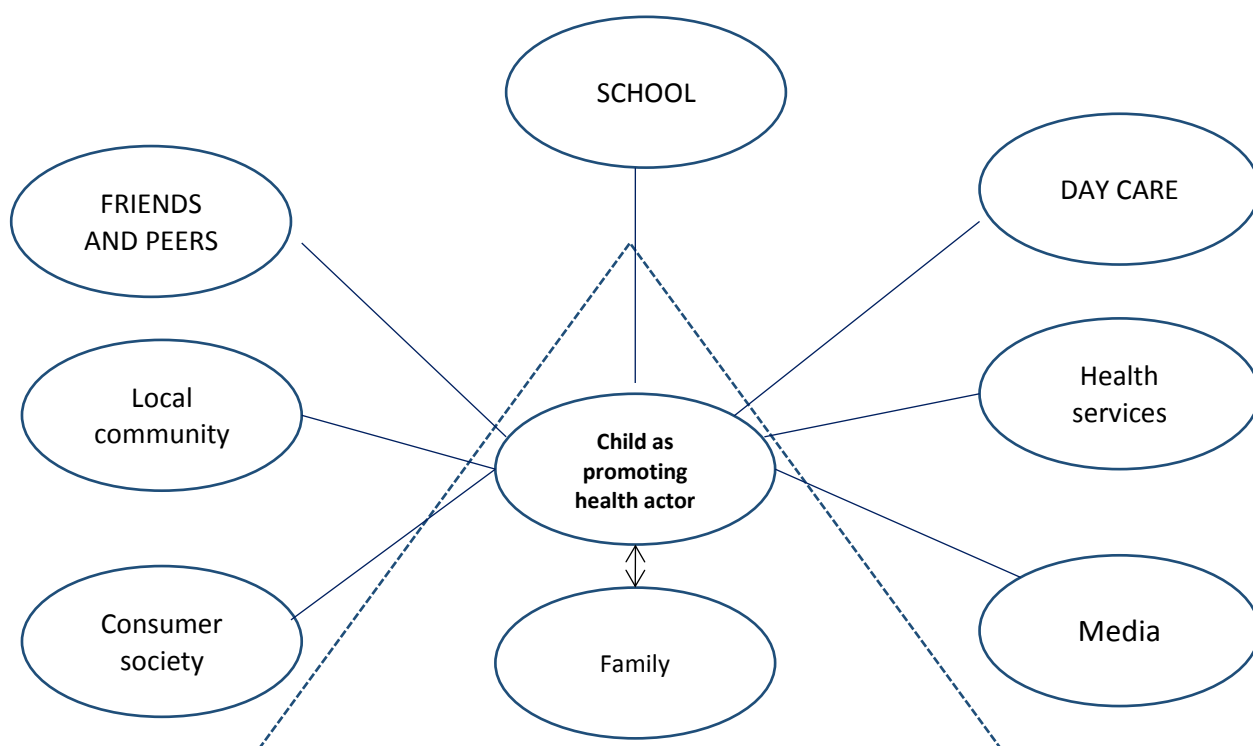 SCHOOL
FRIENDS
AND PEERS
DAY CARE
Local
community
Health
services
Child as
promoting
health actor
Consumer
society
Family
Media